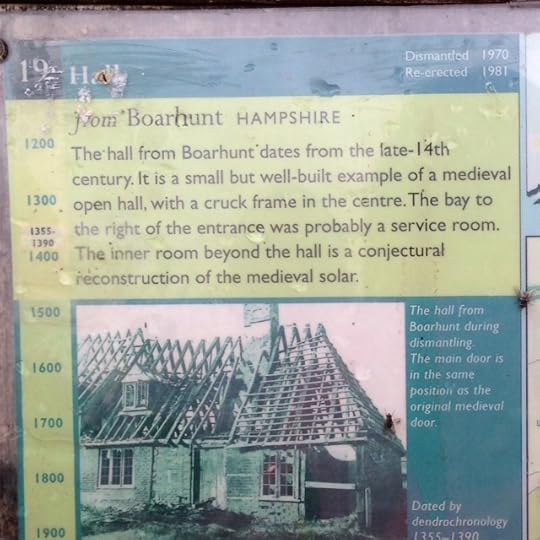 19 Hall
Dismantled 1970
Re-erected 1981
from Boarhunt HAMPSHIRE
The hall from Boarhunt dates from the late-14th
century. It is a small but well-built example of a medieval
open hall, with a cruck frame in the centre. The bay to
the right of the entrance was probably a service room.
The inner room beyond the hall is a conjectural
reconstruction of the medieval solar.
1200
1300
1355-
1390
1400
1500
1600
1700
1800
1900
The hall from
Boarhunt during
dismantling.
The main door is
in the same
position as the
original medieval
door.
Dated by
dendrochronology
1355–1390